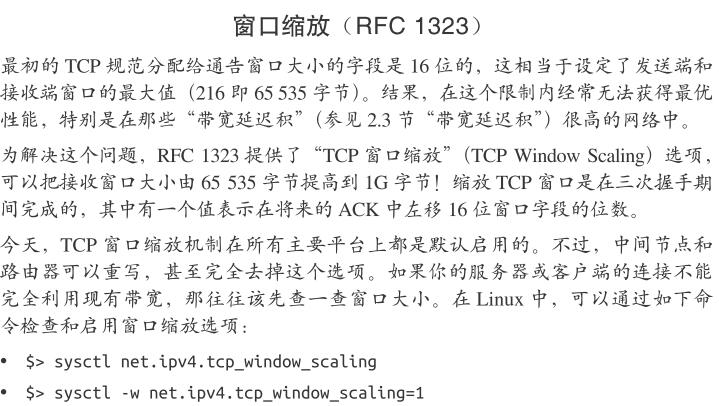 窗口缩放（RFC 1323）
最初的 TCP 规范分配给通告窗口大小的字段是 16 位的，这相当于设定了发送端和
接收端窗口的最大值（216 即 65 535 字节）。结果，在这个限制内经常无法获得最优
性能，特别是在那些“带宽延迟积”（参见 2.3 节“带宽延迟积”）很高的网络中。
为解决这个问题，RFC 1323 提供了“TCP 窗口缩放”（TCP Window Scaling）选项，
可以把接收窗口大小由 65 535 字节提高到 1G 字节！缩放 TCP 窗口是在三次握手期
间完成的，其中有一个值表示在将来的 ACK 中左移 16 位窗口字段的位数。
今天，TCP 窗口缩放机制在所有主要平台上都是默认启用的。不过，中间节点和
路由器可以重写，甚至完全去掉这个选项。如果你的服务器或客户端的连接不能
完全利用现有带宽，那往往该先查一查窗口大小。在 Linux 中，可以通过如下命
令检查和启用窗口缩放选项：
• $> sysctl net.ipv4.tcp_window_scaling
• $> sysctl -w net.ipv4.tcp_window_scaling=1